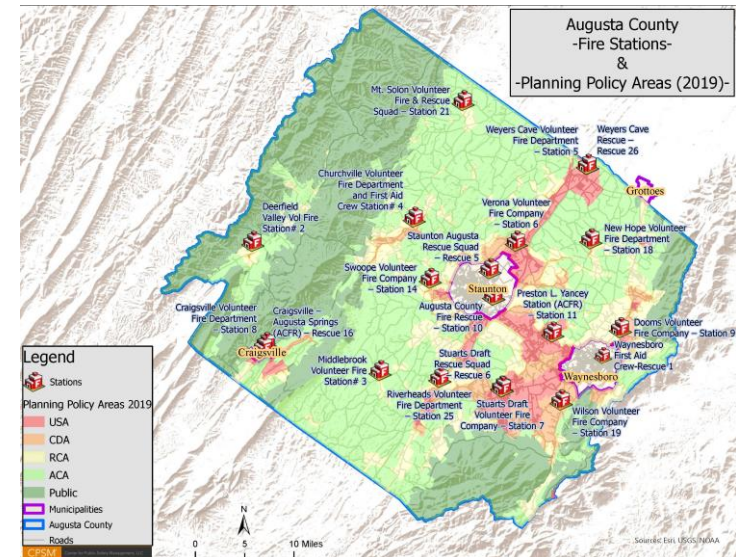 Augusta County
-Fire Stations-
&
-Planning Policy Areas (2019)-
Mt. Solon Volunteer
Fire & Rescue
Squad – Station 21
Weyers Cave Volunteer
Fire Department
– Station 5
Weyers Cave
Rescue –
Rescue 26
Grottoes
Churchville Volunteer
Fire Department
and First Aid
Crew Station# 4
Verona Volunteer
Fire Company
– Station 6
Deerfield
Valley Vol Fire
Station# 2
Staunton Augusta
Rescue Squad
– Rescue 5
New Hope Volunteer
Fire Department
– Station 18
Swoope Volunteer
Fire Company
– Station 14
Staunton
Augusta County
Fire Rescue
– Station 10
Preston L. Yancey
Station (ACFR)
– Station 11
Craigsville Volunteer
Fire Department
– Station 8
Craigsville –
Augusta Springs
(ACFR) – Rescue 16
Craigsville
Dooms Volunteer
Fire Company – Station 9
Waynesboro
First Aid
Crew-Rescue 1
Waynesboro
Middlebrook
Volunteer Fire
Station# 3
Stuarts Draft
Rescue Squad
– Rescue 6
Riverheads Volunteer
Fire Department
– Station 25
Stuarts Draft
Volunteer Fire
Company – Station 7
Wilson Volunteer
Fire Company
– Station 19
Legend
Stations
Planning Policy Areas 2019
USA
CDA
RCA
ACA
Public
Municipalities
Augusta County
Roads
CPSM
N
0 5 10 Miles
Sources: Esri, USGS, NOAA